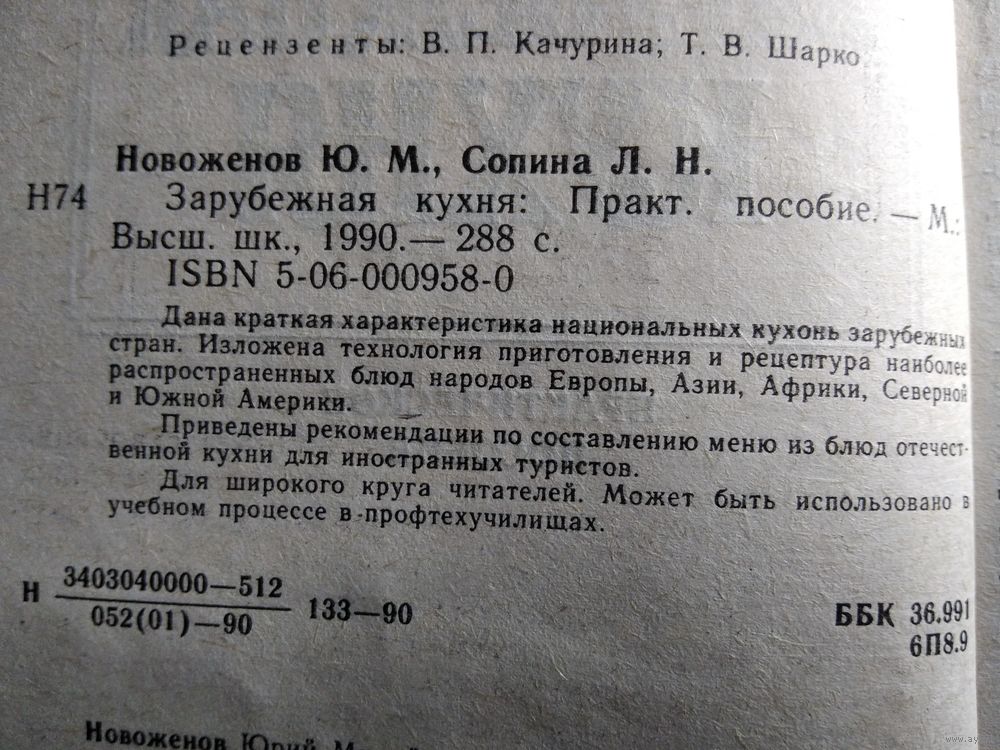 Рецензенты: В. П. Качурина; Т. В. Шарко
Новоженов Ю. М., Сопина Л. Н.
Н74 Зарубежная кухня: Практ. пособие. — М.:
Высш. шк., 1990.— 288 с.
ISBN 5-06-000958-0
Дана краткая характеристика национальных кухонь зарубежных
стран. Изложена технология приготовления и рецептура наиболее
распространенных блюд народов Европы, Азии, Африки, Северной
и Южной Америки.
Приведены рекомендации по составлению меню из блюд отечест-
венной кухни для иностранных туристов.
Для широкого круга читателей. Может быть использовано в
учебном процессе в профтехучилищах.
Н 3403040000—512
052(01)—90
133—90
ББК 36.991
6П8.9
Новоженов Юрий